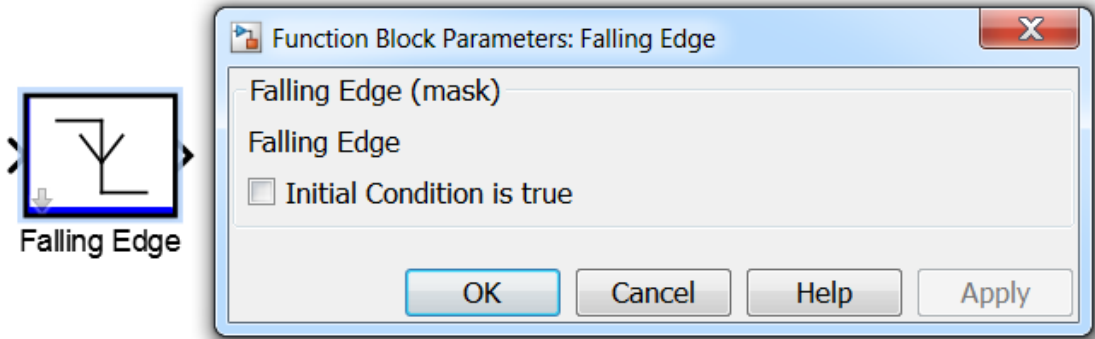 Falling Edge
Function Block Parameters: Falling Edge
Falling Edge (mask)
Falling Edge
Initial Condition is true
OK
Cancel
Help
Apply